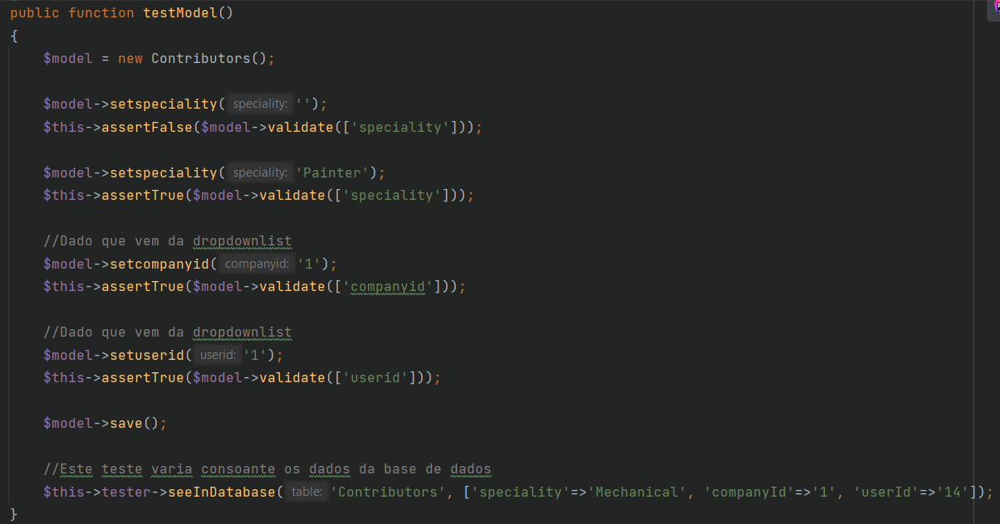 public function testModel()
{
$model = new Contributors();
$model->setspeciality( speciality: '');
$this->assertFalse($model->validate(['speciality']));
$model->setspeciality( speciality: 'Painter');
$this->assertTrue($model->validate(['speciality']));
//Dado que vem da dropdownlist
$model->setcompanyid( companyid: '1');
$this->assertTrue($model->validate(['companyid']));
//Dado que vem da dropdownlist
$model->setuserid( userid: '1');
$this->assertTrue($model->validate(['userid']));
$model->save();
//Este teste varia consoante os dados da base de dados
$this->tester->seeInDatabase( table: 'Contributors', ['speciality'=>'Mechanical', 'companyId'=>'1', 'userId'=>'14']);
}